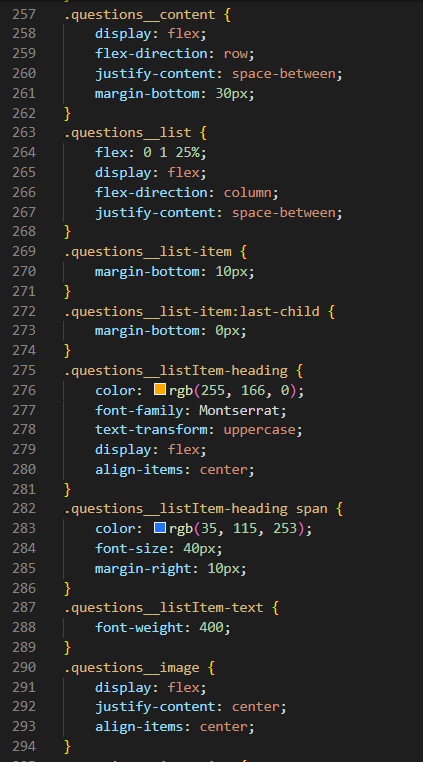 257 .questions__content {
258 display: flex;
259 flex-direction: row;
260 justify-content: space-between;
261 margin-bottom: 30px;
262 }
263 .questions__list {
264 flex: 0 1 25%;
265 display: flex;
266 flex-direction: column;
267 justify-content: space-between;
268 }
269 .questions__list-item {
270 margin-bottom: 10px;
271 }
272 .questions__list-item:last-child {
273 margin-bottom: 0px;
274 }
275 .questions__listItem-heading {
276 color: rgb(255, 166, 0);
277 font-family: Montserrat;
278 text-transform: uppercase;
279 display: flex;
280 align-items: center;
281 }
282 .questions__listItem-heading span {
283 color: rgb(35, 115, 253);
284 font-size: 40px;
285 margin-right: 10px;
286 }
287 .questions__listItem-text {
288 font-weight: 400;
289 }
290 .questions__image {
291 display: flex;
292 justify-content: center;
293 align-items: center;
294 }